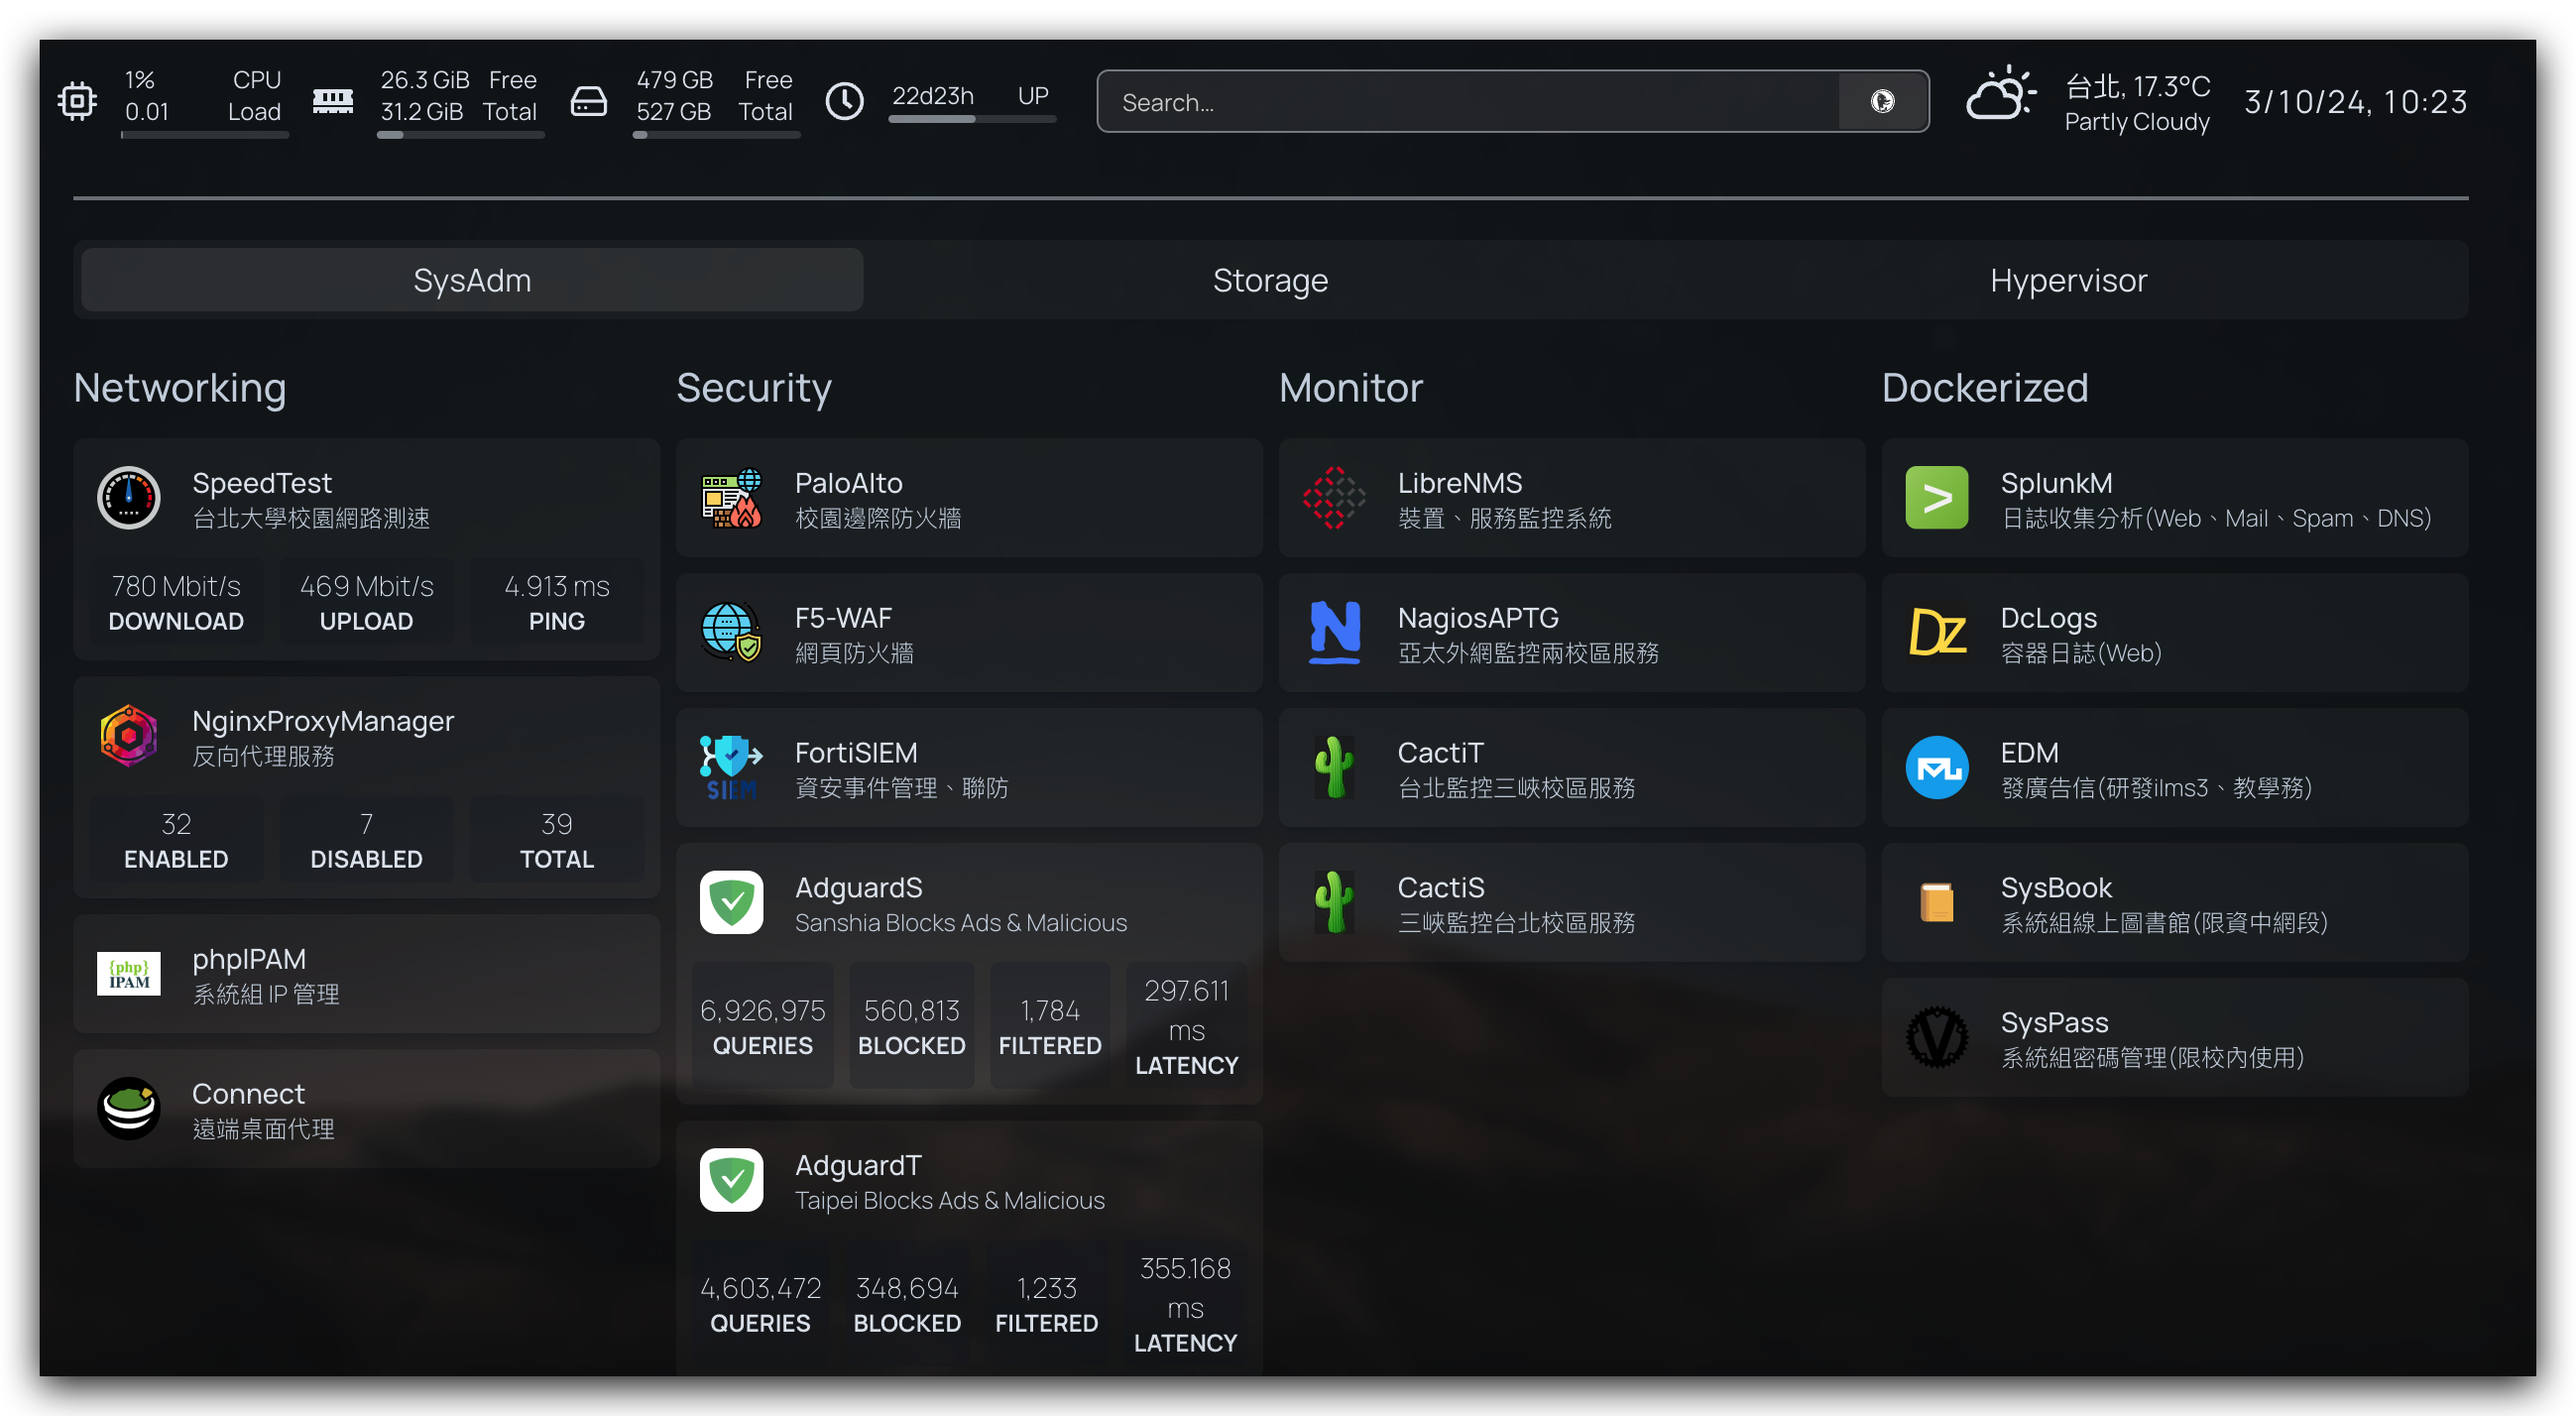 1% CPU
0.01 Load
26.3 GiB Free
31.2 GiB Total
479 GB Free
527 GB Total
22d23h UP
Search...
台北, 17.3°C
Partly Cloudy
3/10/24, 10:23
SysAdm
Storage
Hypervisor
Networking
SpeedTest
台北大學校園網路測速
780 Mbit/s
DOWNLOAD
469 Mbit/s
UPLOAD
4.913 ms
PING
NginxProxyManager
反向代理服務
32
ENABLED
7
DISABLED
39
TOTAL
{php}
IPAM
phpIPAM
系統組 IP 管理
Connect
遠端桌面代理
Security
PaloAlto
校園邊際防火牆
F5-WAF
網頁防火牆
SIEM
FortiSIEM
資安事件管理、聯防
AdguardS
Sanshia Blocks Ads & Malicious
6,926,975
QUERIES
560,813
BLOCKED
1,784
FILTERED
297.611
ms
LATENCY
AdguardT
Taipei Blocks Ads & Malicious
4,603,472
QUERIES
348,694
BLOCKED
1,233
FILTERED
355.168
ms
LATENCY
Monitor
LibreNMS
裝置、服務監控系統
N
NagiosAPTG
亞太外網監控兩校區服務
CactiT
台北監控三峽校區服務
CactiS
三峽監控台北校區服務
Dockerized
>
SplunkM
日誌收集分析(Web、Mail、Spam、DNS)
DZ
DcLogs
容器日誌(Web)
EDM
發廣告信(研發ilms3、教學務)
SysBook
系統組線上圖書館(限資中網段)
V
SysPass
系統組密碼管理(限校內使用)